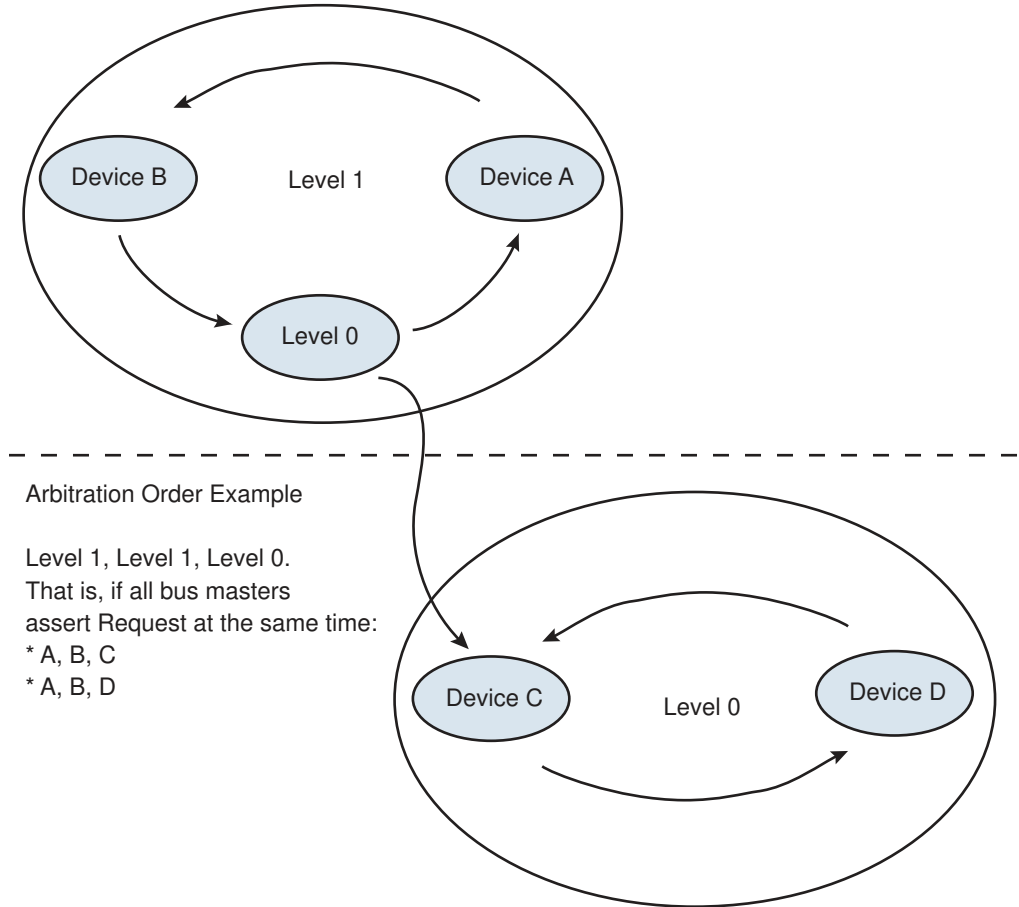 Device B
Level 1
Device A
Level 0
Arbitration Order Example
Level 1, Level 1, Level 0.
That is, if all bus masters
assert Request at the same time:
* A, B, C
* A, B, D
Device C
Level 0
Device D